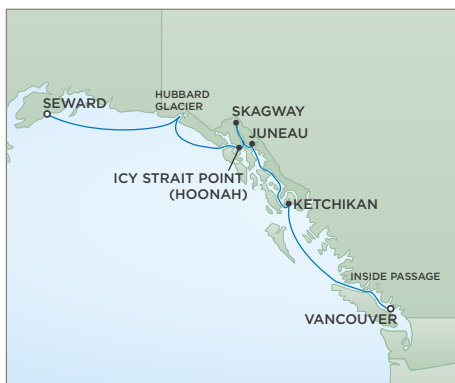 SEWARD
HUBBARD
GLACIER
SKAGWAY
JUNEAU
ICY STRAIT POINT
(HOONAH)
KETCHIKAN
INSIDE PASSAGE
VANCOUVER